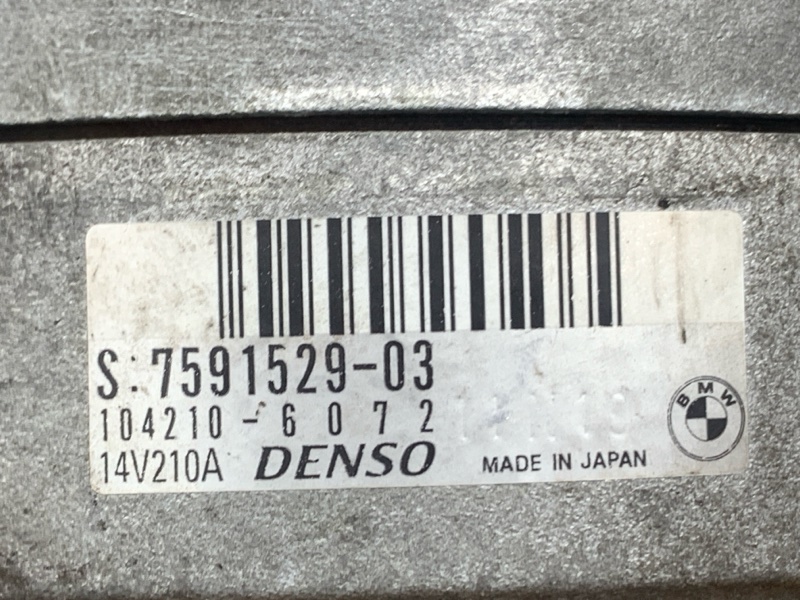 S:7591529-03
104210-6072
14V210A DENSO MADE IN JAPAN
BMW